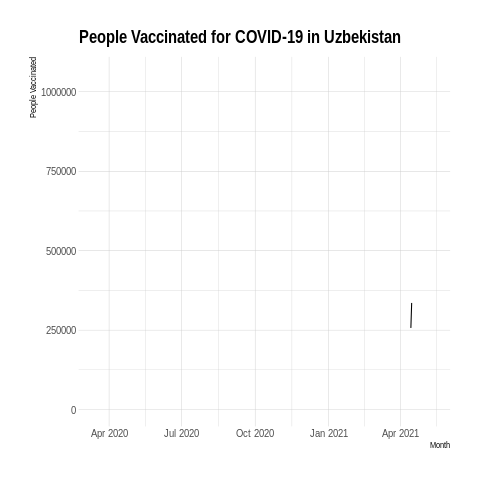 People Vaccinated for COVID-19 in Uzbekistan
People Vaccinated
1000000
750000
500000
250000
0
Apr 2020
Jul 2020
Oct 2020
Jan 2021
Apr 2021
Month